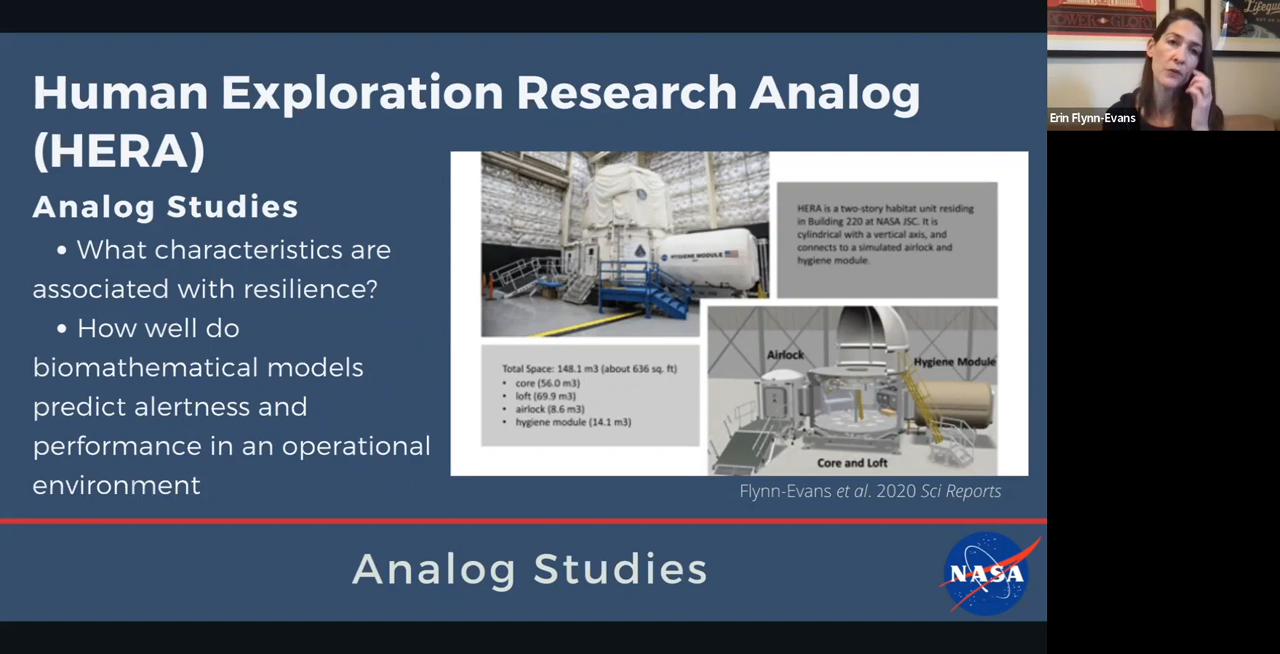 Human Exploration Research Analog
(HERA)
Analog Studies
• What characteristics are
associated with resilience?
• How well do
biomathematical models
predict alertness and
performance in an operational
environment
HYGIENE MODULE
HERA is a two-story habitat unit residing
in Building 220 at NASA JSC. It is
cylindrical with a vertical axis, and
connects to a simulated airlock and
hygiene module.
Total Space: 148.1 m3 (about 636 sq. ft)
• core (56.0 m3)
• loft (69.9 m3)
• airlock (8.6 m3)
• hygiene module (14.1 m3)
Airlock
Hygiene Module
Core and Loft
Flynn-Evans et al. 2020 Sci Reports
Analog Studies
NASA
POWER & GLORY
Erin Flynn-Evans